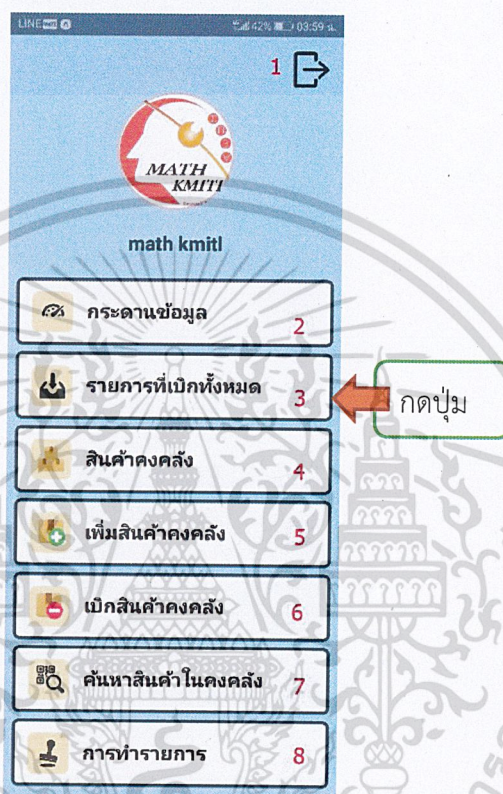 LINE 42% 03:59 น.
1
MATH
KMITL
math kmitl
กระดานข้อมูล 2
รายการที่เบิกทั้งหมด 3
กดปุ่ม
สินค้าคงคลัง 4
เพิ่มสินค้าคงคลัง 5
เบิกสินค้าคงคลัง 6
ค้นหาสินค้าในคงคลัง 7
การทำรายการ 8